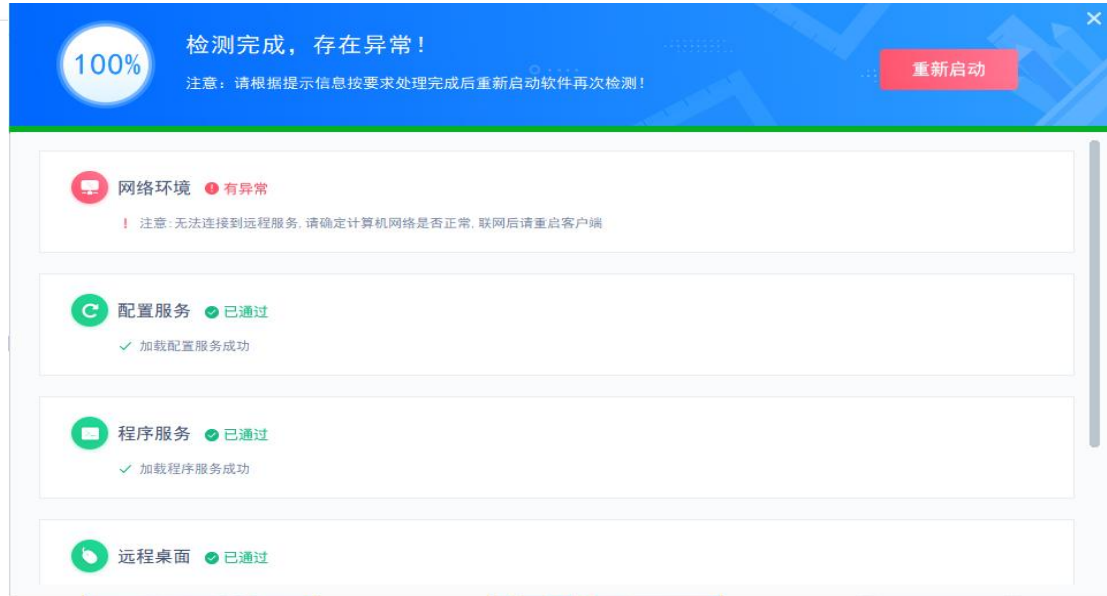 100%
检测完成，存在异常！
注意：请根据提示信息按要求处理完成后重新启动软件再次检测！
重新启动
网络环境 有异常
! 注意:无法连接到远程服务,请确定计算机网络是否正常,联网后请重启客户端
配置服务 已通过
加载配置服务成功
程序服务 已通过
加载程序服务成功
远程桌面 已通过